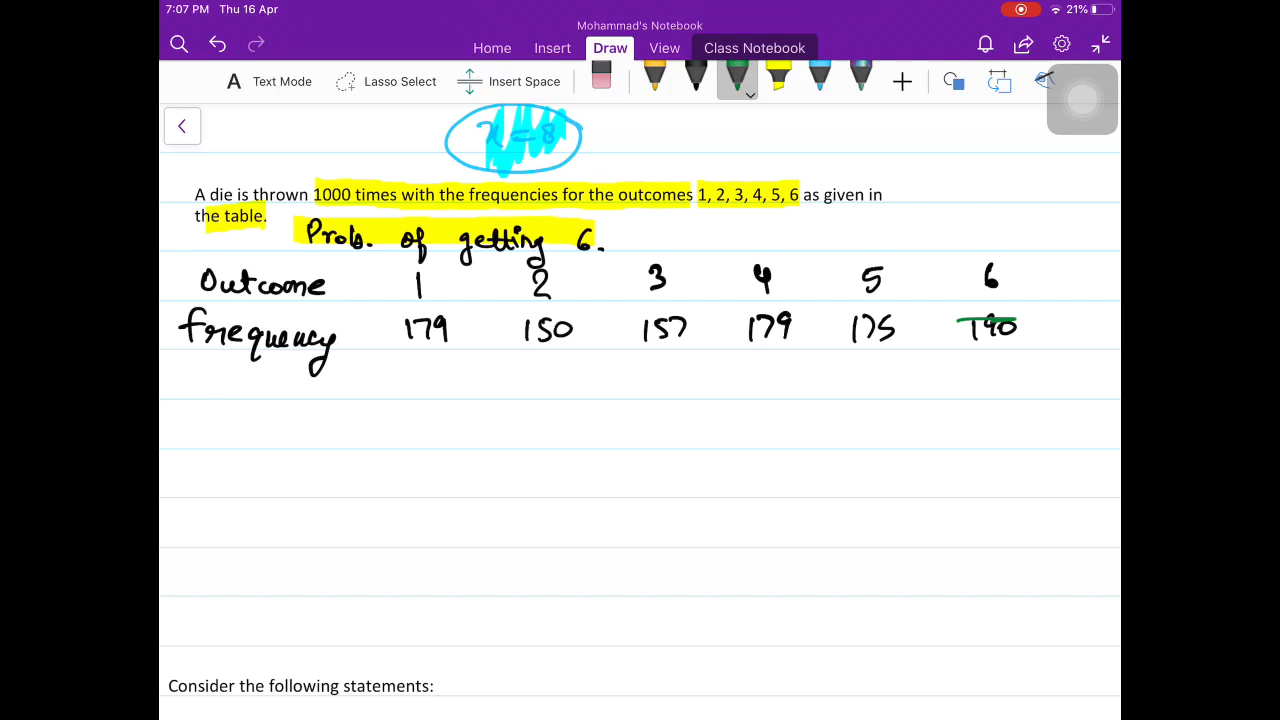 7:07 PM Thu 16 Apr
21%
Mohammad's Notebook
Home Insert Draw View Class Notebook
A Text Mode Lasso Select Insert Space
x = 8
A die is thrown 1000 times with the frequencies for the outcomes 1, 2, 3, 4, 5, 6 as given in
the table.
Prob. of getting 6.
Outcome 1 2 3 4 5 6
frequency 179 150 157 179 175 190
Consider the following statements: